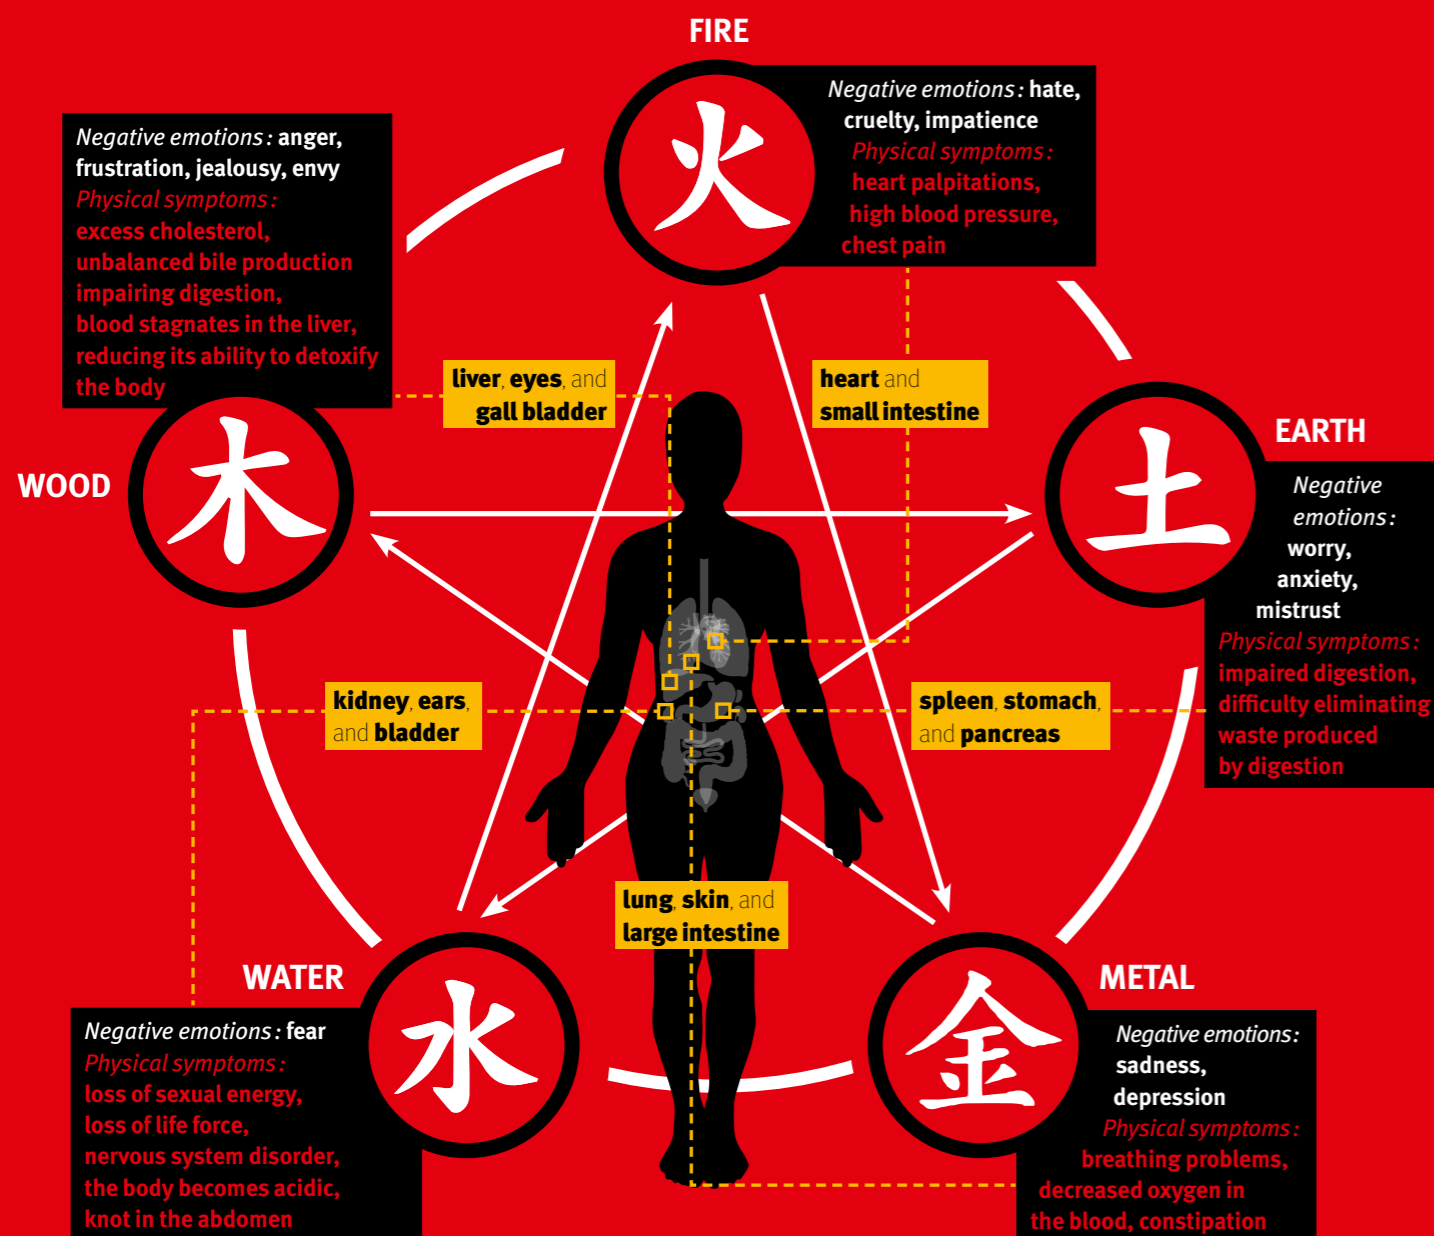 FIRE
火
Negative emotions : hate,
cruelty, impatience
Physical symptoms :
heart palpitations,
high blood pressure,
chest pain
Negative emotions : anger,
frustration, jealousy, envy
Physical symptoms :
excess cholesterol,
unbalanced bile production
impairing digestion,
blood stagnates in the liver,
reducing its ability to detoxify
the body
WOOD
木
liver, eyes, and
gall bladder
heart and
small intestine
EARTH
土
Negative
emotions :
worry,
anxiety,
mistrust
Physical symptoms :
impaired digestion,
difficulty eliminating
waste produced
by digestion
kidney, ears,
and bladder
spleen, stomach,
and pancreas
lung, skin, and
large intestine
WATER
水
Negative emotions : fear
Physical symptoms :
loss of sexual energy,
loss of life force,
nervous system disorder,
the body becomes acidic,
knot in the abdomen
METAL
金
Negative emotions :
sadness,
depression
Physical symptoms :
breathing problems,
decreased oxygen in
the blood, constipation